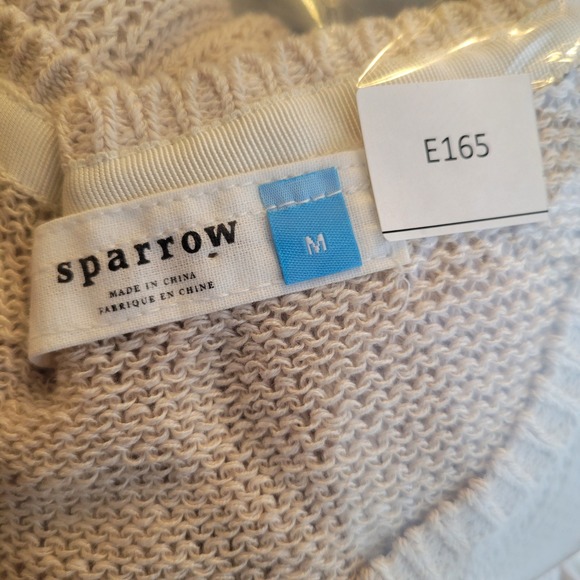 E165
sparrow
M
MADE IN CHINA
FABRIQUE EN CHINE